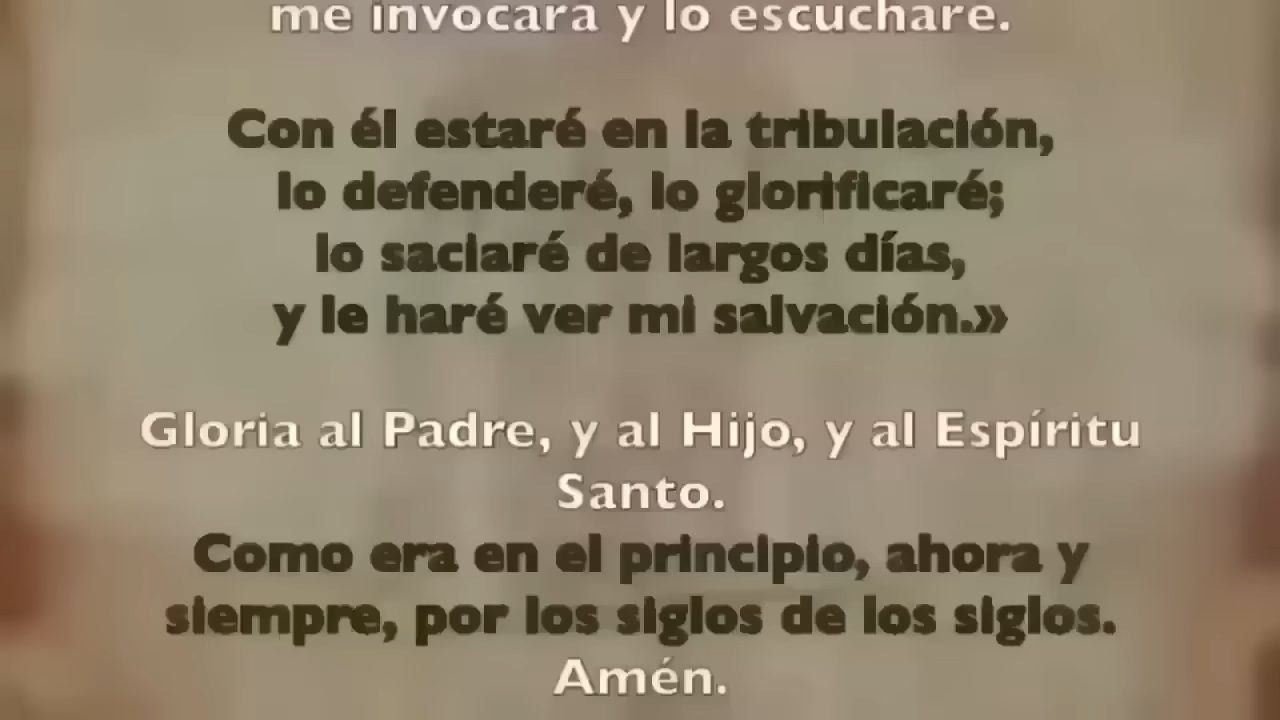 me invocará y lo escucharé.
Con él estaré en la tribulación,
lo defenderé, lo glorificaré;
lo saciaré de largos días,
y le haré ver mi salvación.»
Gloria al Padre, y al Hijo, y al Espíritu
Santo.
Como era en el principio, ahora y
siempre, por los siglos de los siglos.
Amén.